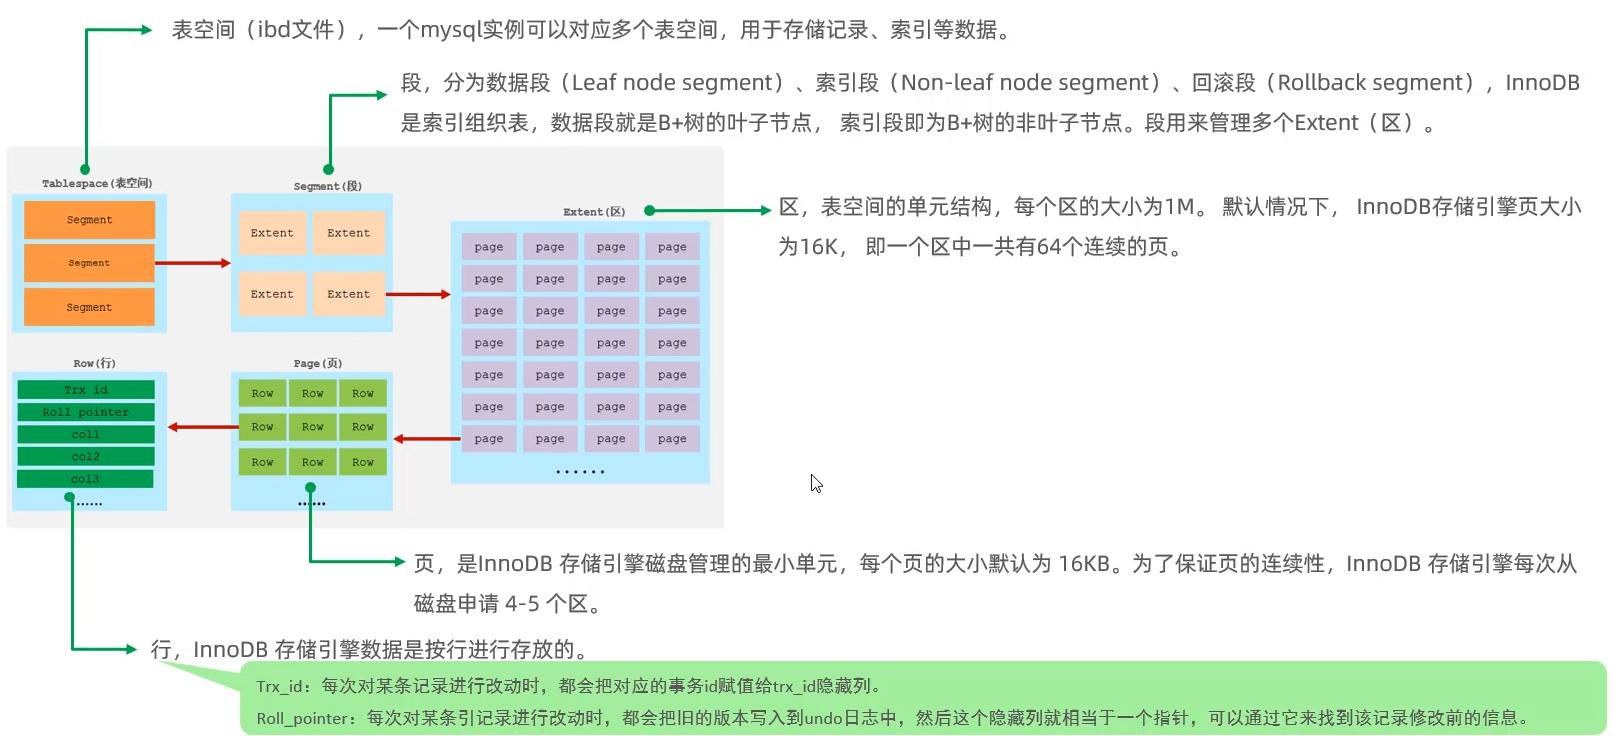 表空间（ibd文件），一个mysql实例可以对应多个表空间，用于存储记录、索引等数据。
段，分为数据段（Leaf node segment）、索引段（Non-leaf node segment）、回滚段（Rollback segment），InnoDB
是索引组织表，数据段就是B+树的叶子节点， 索引段即为B+树的非叶子节点。段用来管理多个Extent（区）。
Tablespace(表空间)
Segment
Segment
Segment
Segment(段)
Extent Extent
Extent Extent
Extent(区)
page page page page
page page page page
page page page page
page page page page
page page page page
page page page page
page page page page
......
区，表空间的单元结构，每个区的大小为1M。 默认情况下， InnoDB存储引擎页大小
为16K， 即一个区中一共有64个连续的页。
Row(行)
Trx id
Roll pointer
col1
col2
col3
......
Page(页)
Row Row Row
Row Row Row
Row Row Row
......
页，是InnoDB 存储引擎磁盘管理的最小单元，每个页的大小默认为 16KB。为了保证页的连续性，InnoDB 存储引擎每次从
磁盘申请 4-5 个区。
行，InnoDB 存储引擎数据是按行进行存放的。
Trx_id：每次对某条记录进行改动时，都会把对应的事务id赋值给trx_id隐藏列。
Roll_pointer：每次对某条引记录进行改动时，都会把旧的版本写入到undo日志中，然后这个隐藏列就相当于一个指针，可以通过它来找到该记录修改前的信息。